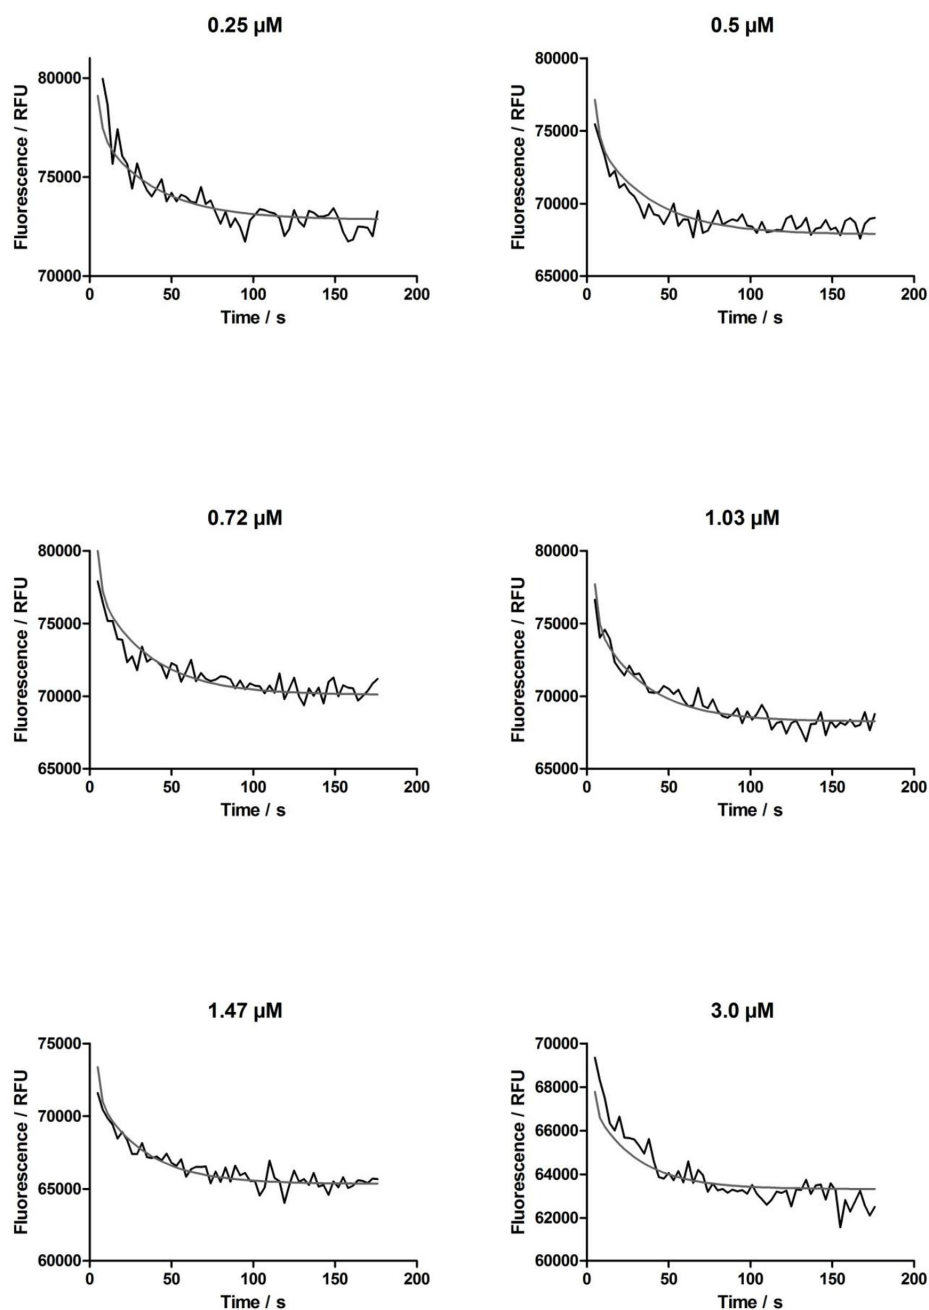 0.25 µM
0.5 µM
80000
75000
70000
Fluorescence / RFU
0 50 100 150 200
Time / s
80000
75000
70000
65000
Fluorescence / RFU
0 50 100 150 200
Time / s
0.72 µM
1.03 µM
80000
75000
70000
65000
Fluorescence / RFU
0 50 100 150 200
Time / s
80000
75000
70000
65000
Fluorescence / RFU
0 50 100 150 200
Time / s
1.47 µM
3.0 µM
75000
70000
65000
60000
Fluorescence / RFU
0 50 100 150 200
Time / s
70000
68000
66000
64000
62000
60000
Fluorescence / RFU
0 50 100 150 200
Time / s